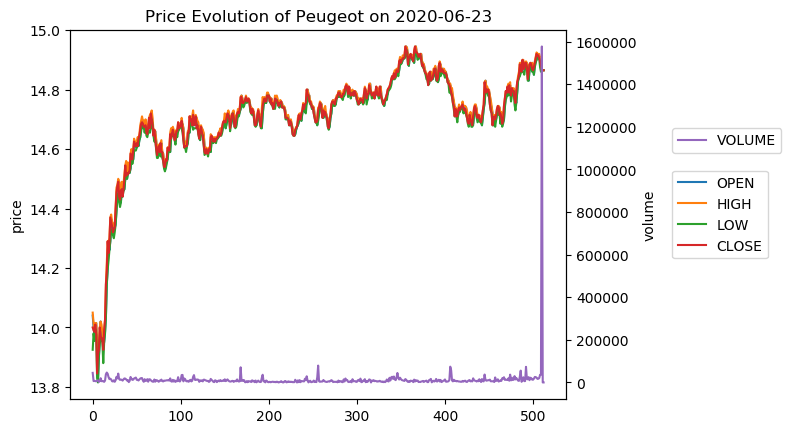 Price Evolution of Peugeot on 2020-06-23
price
15.0
14.8
14.6
14.4
14.2
14.0
13.8
0
100
200
300
400
500
1600000
1400000
1200000
1000000
800000
600000
400000
200000
0
volume
VOLUME
OPEN
HIGH
LOW
CLOSE